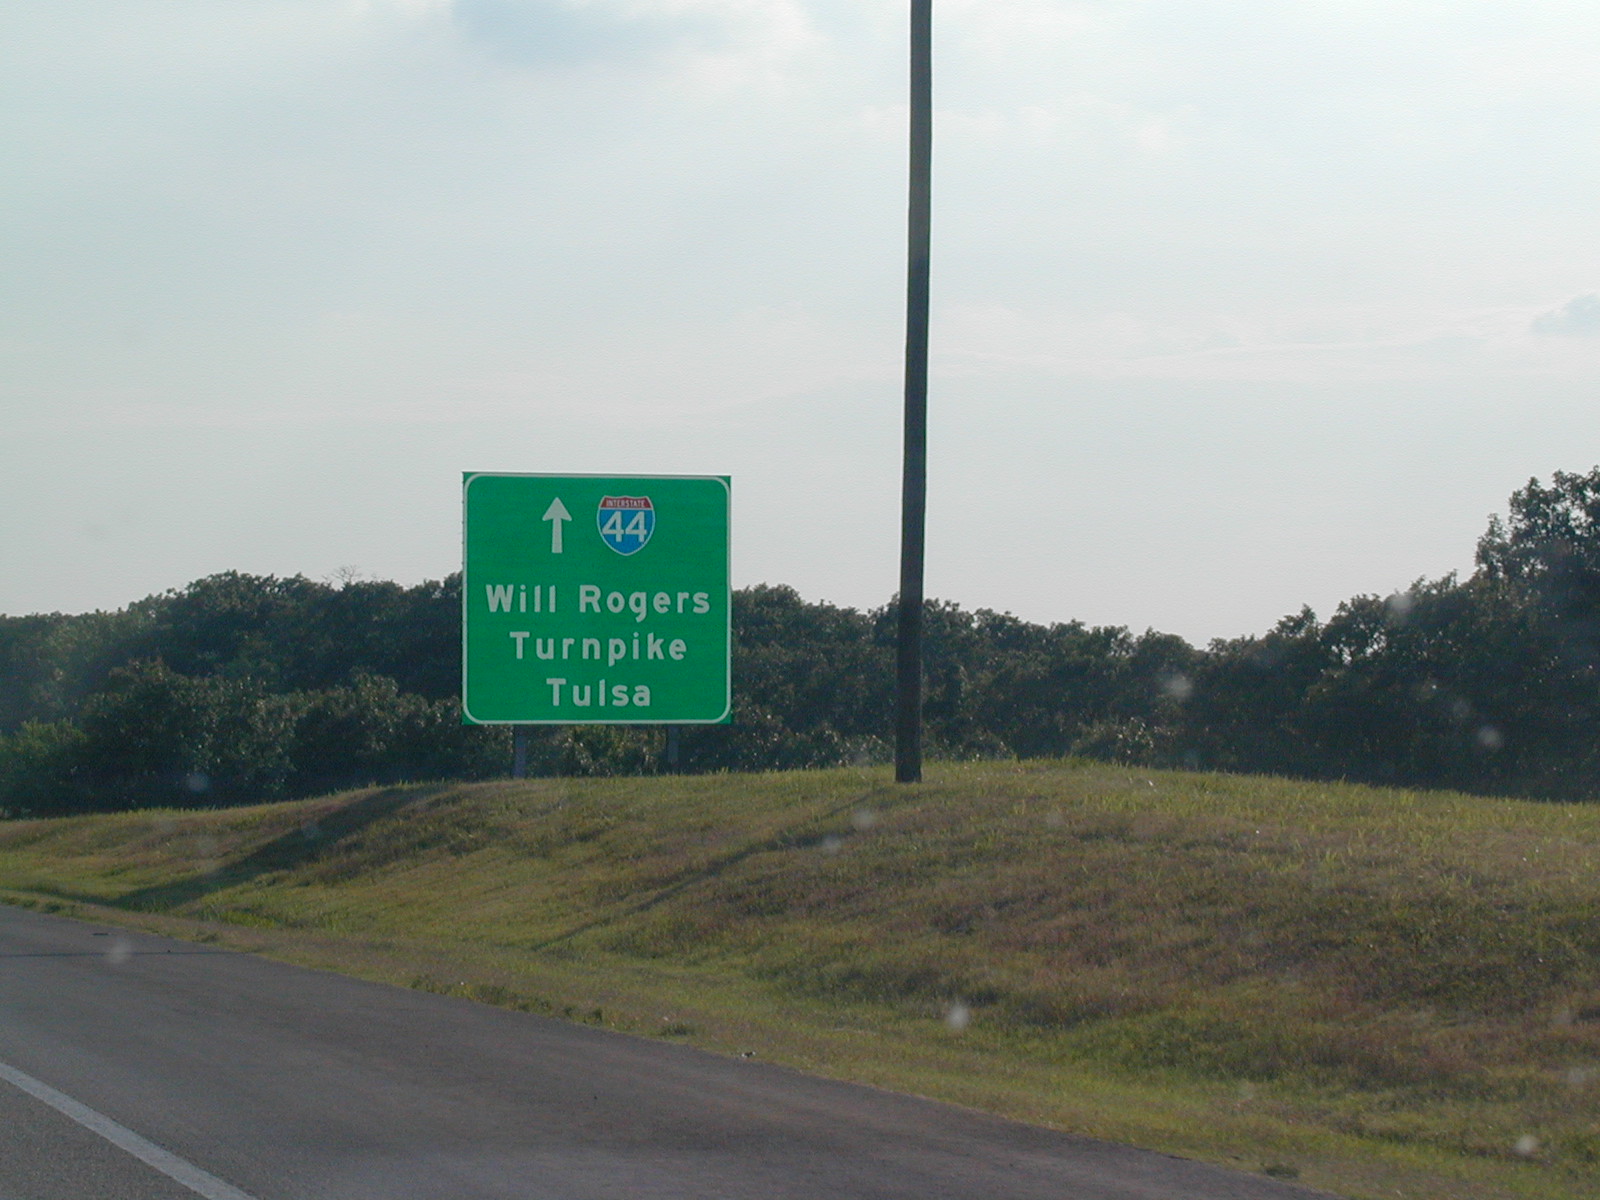 INTERSTATE
44
Will Rogers
Turnpike
Tulsa